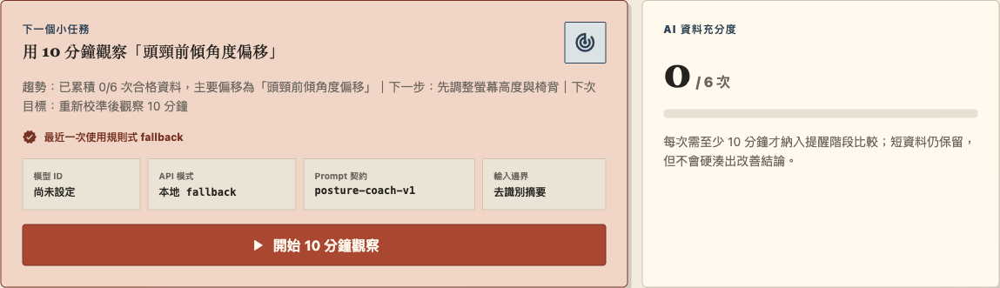 下一個小任務
用 10 分鐘觀察「頭頸前傾角度偏移」
趨勢：已累積 0/6 次合格資料，主要偏移為「頭頸前傾角度偏移」｜下一步：先調整螢幕高度與椅背｜下次
目標：重新校準後觀察 10 分鐘
最近一次使用規則式 fallback
模型 ID
尚未設定
API 模式
本地 fallback
Prompt 契約
posture-coach-v1
輸入邊界
去識別摘要
開始 10 分鐘觀察
AI 資料充分度
0 / 6 次
每次需至少 10 分鐘才納入提醒階段比較；短資料仍保留，
但不會硬湊出改善結論。